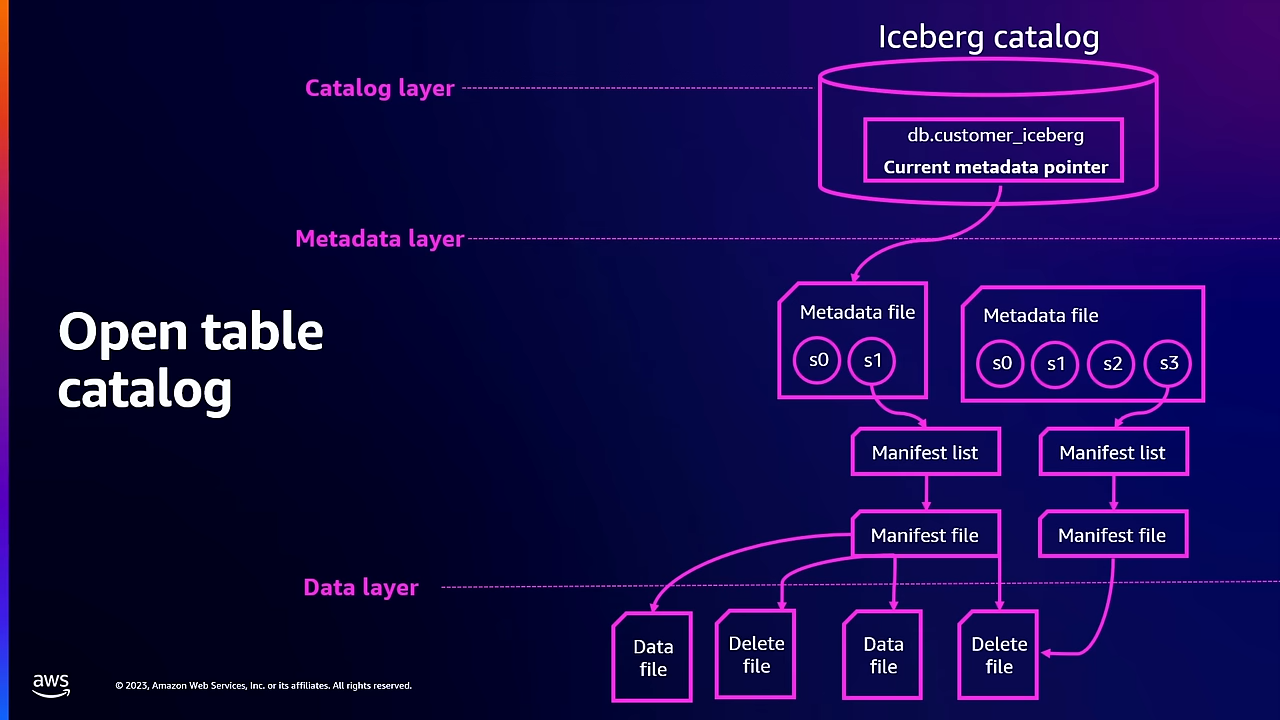 Iceberg catalog
Catalog layer
db.customer_iceberg
Current metadata pointer
Metadata layer
Metadata file
s0
s1
Metadata file
s0
s1
s2
s3
Open table
catalog
Manifest list
Manifest list
Manifest file
Manifest file
Data layer
Data
file
Delete
file
Data
file
Delete
file
aws
© 2023, Amazon Web Services, Inc. or its affiliates. All rights reserved.